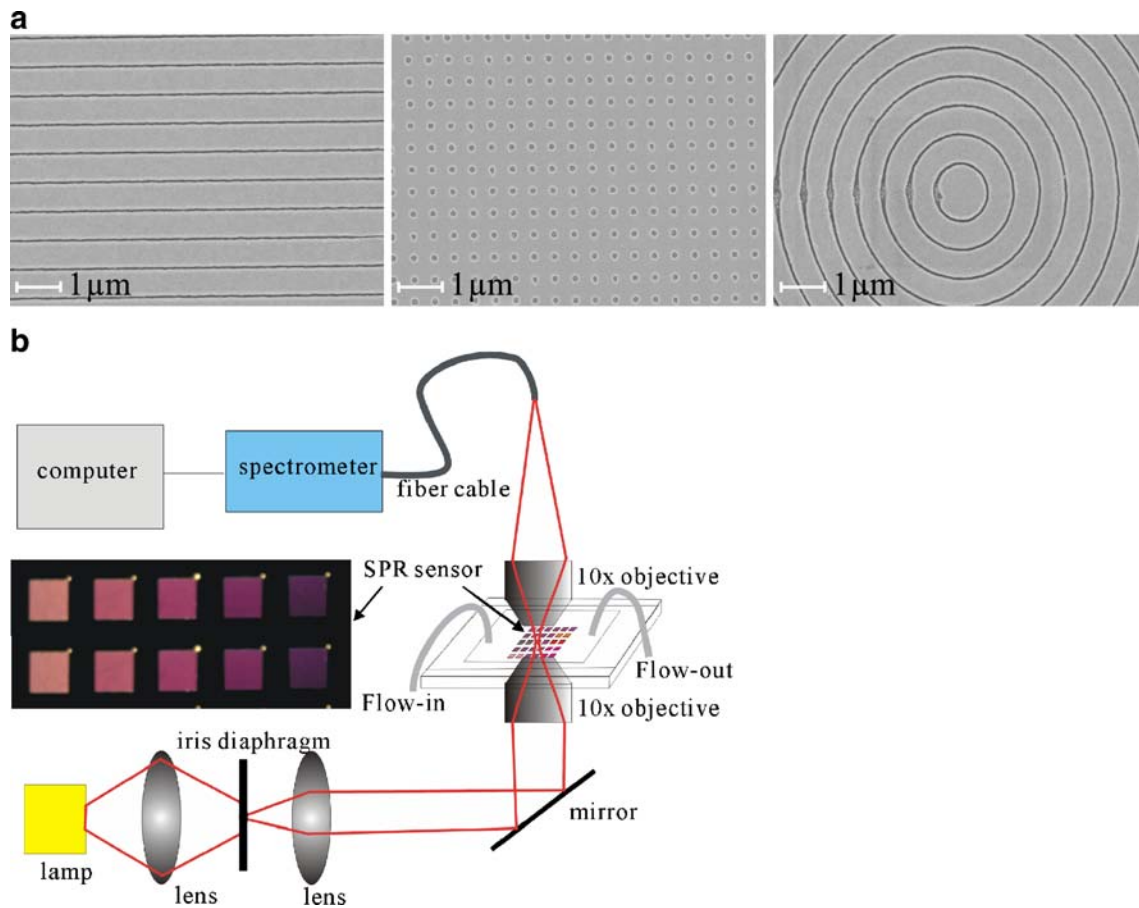 a
1 μm
1 μm
1 μm
b
computer
spectrometer
fiber cable
SPR sensor
10x objective
Flow-in
Flow-out
10x objective
iris diaphragm
mirror
lamp
lens
lens